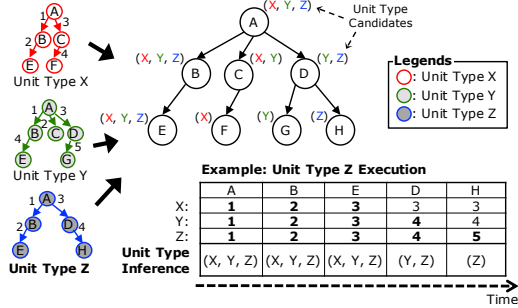 A
1 3
B C
2 4
E F
Unit Type X
A
1 2 3
B C D
4 5
E G
Unit Type Y
A
1 3
B D
2 4
E H
Unit Type Z
A (X, Y, Z)
Unit Type
Candidates
(X, Y, Z) B
(X, Y) C
(Y, Z) D
(X, Y, Z) E
(X) F
(Y) G
(Z) H
Legends
: Unit Type X
: Unit Type Y
: Unit Type Z
Example: Unit Type Z Execution
A B E D H
X: 1 2 3 3 3
Y: 1 2 3 4 4
Z: 1 2 3 4 5
Unit Type
Inference
(X, Y, Z) (X, Y, Z) (X, Y, Z) (Y, Z) (Z)
Time